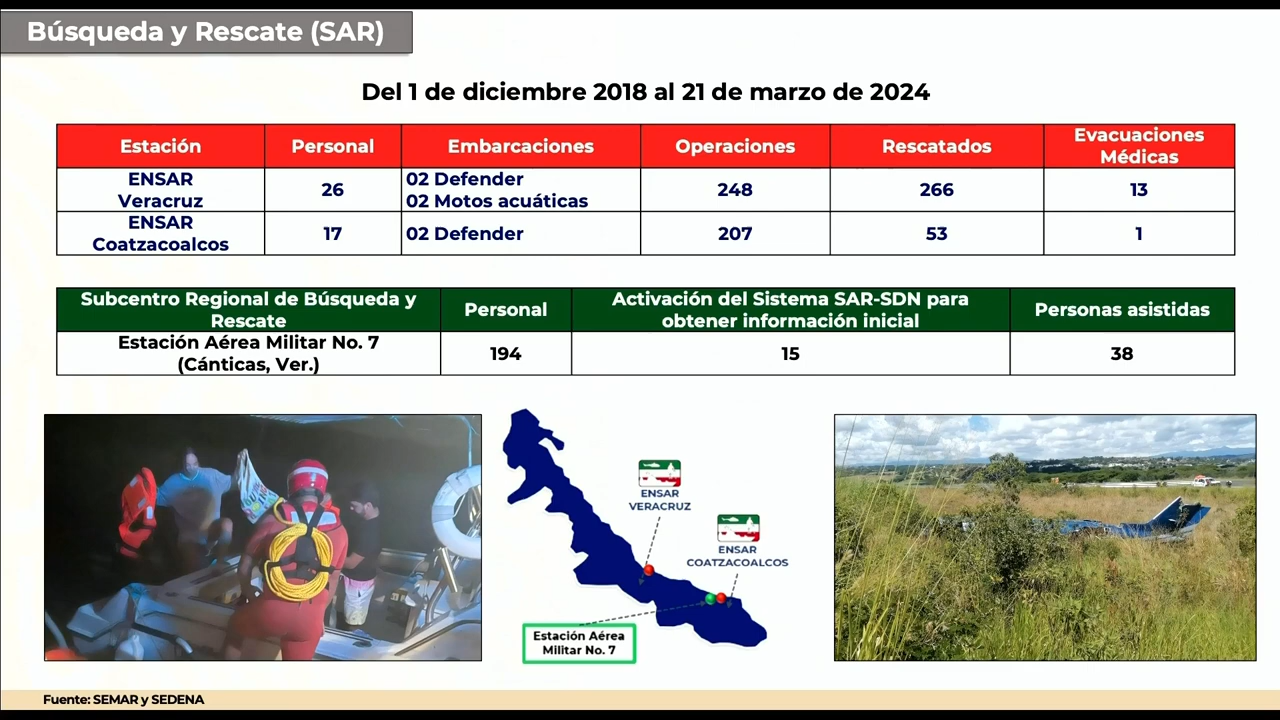 Búsqueda y Rescate (SAR)
Del 1 de diciembre 2018 al 21 de marzo de 2024
Estación Personal Embarcaciones Operaciones Rescatados Evacuaciones
Médicas
ENSAR
Veracruz 26 02 Defender
02 Motos acuáticas 248 266 13
ENSAR
Coatzacoalcos 17 02 Defender 207 53 1
Subcentro Regional de Búsqueda y
Rescate Personal Activación del Sistema SAR-SDN para
obtener información inicial Personas asistidas
Estación Aérea Militar No. 7
(Cánticas, Ver.) 194 15 38
ENSAR
VERACRUZ
ENSAR
COATZACOALCOS
Estación Aérea
Militar No. 7
Fuente: SEMAR y SEDENA